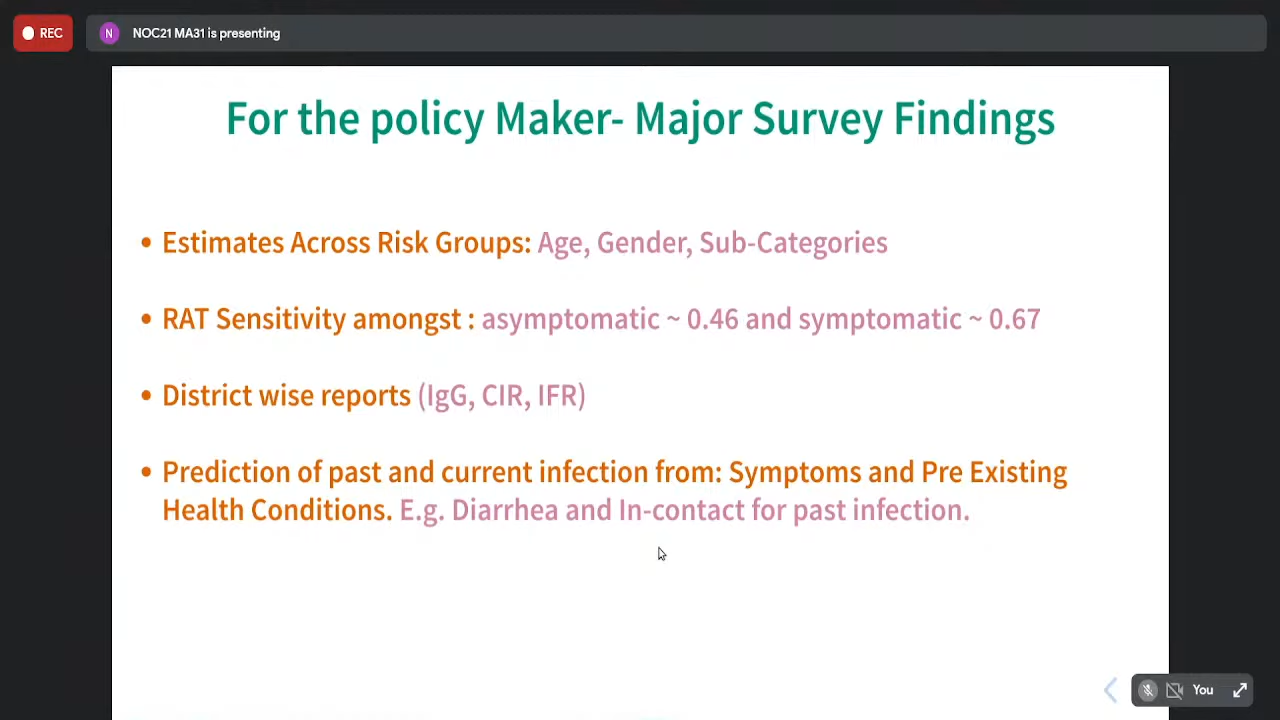 REC
N
NOC21 MA31 is presenting
For the policy Maker- Major Survey Findings
• Estimates Across Risk Groups: Age, Gender, Sub-Categories
• RAT Sensitivity amongst : asymptomatic ~ 0.46 and symptomatic ~ 0.67
• District wise reports (IgG, CIR, IFR)
• Prediction of past and current infection from: Symptoms and Pre Existing
Health Conditions. E.g. Diarrhea and In-contact for past infection.
You